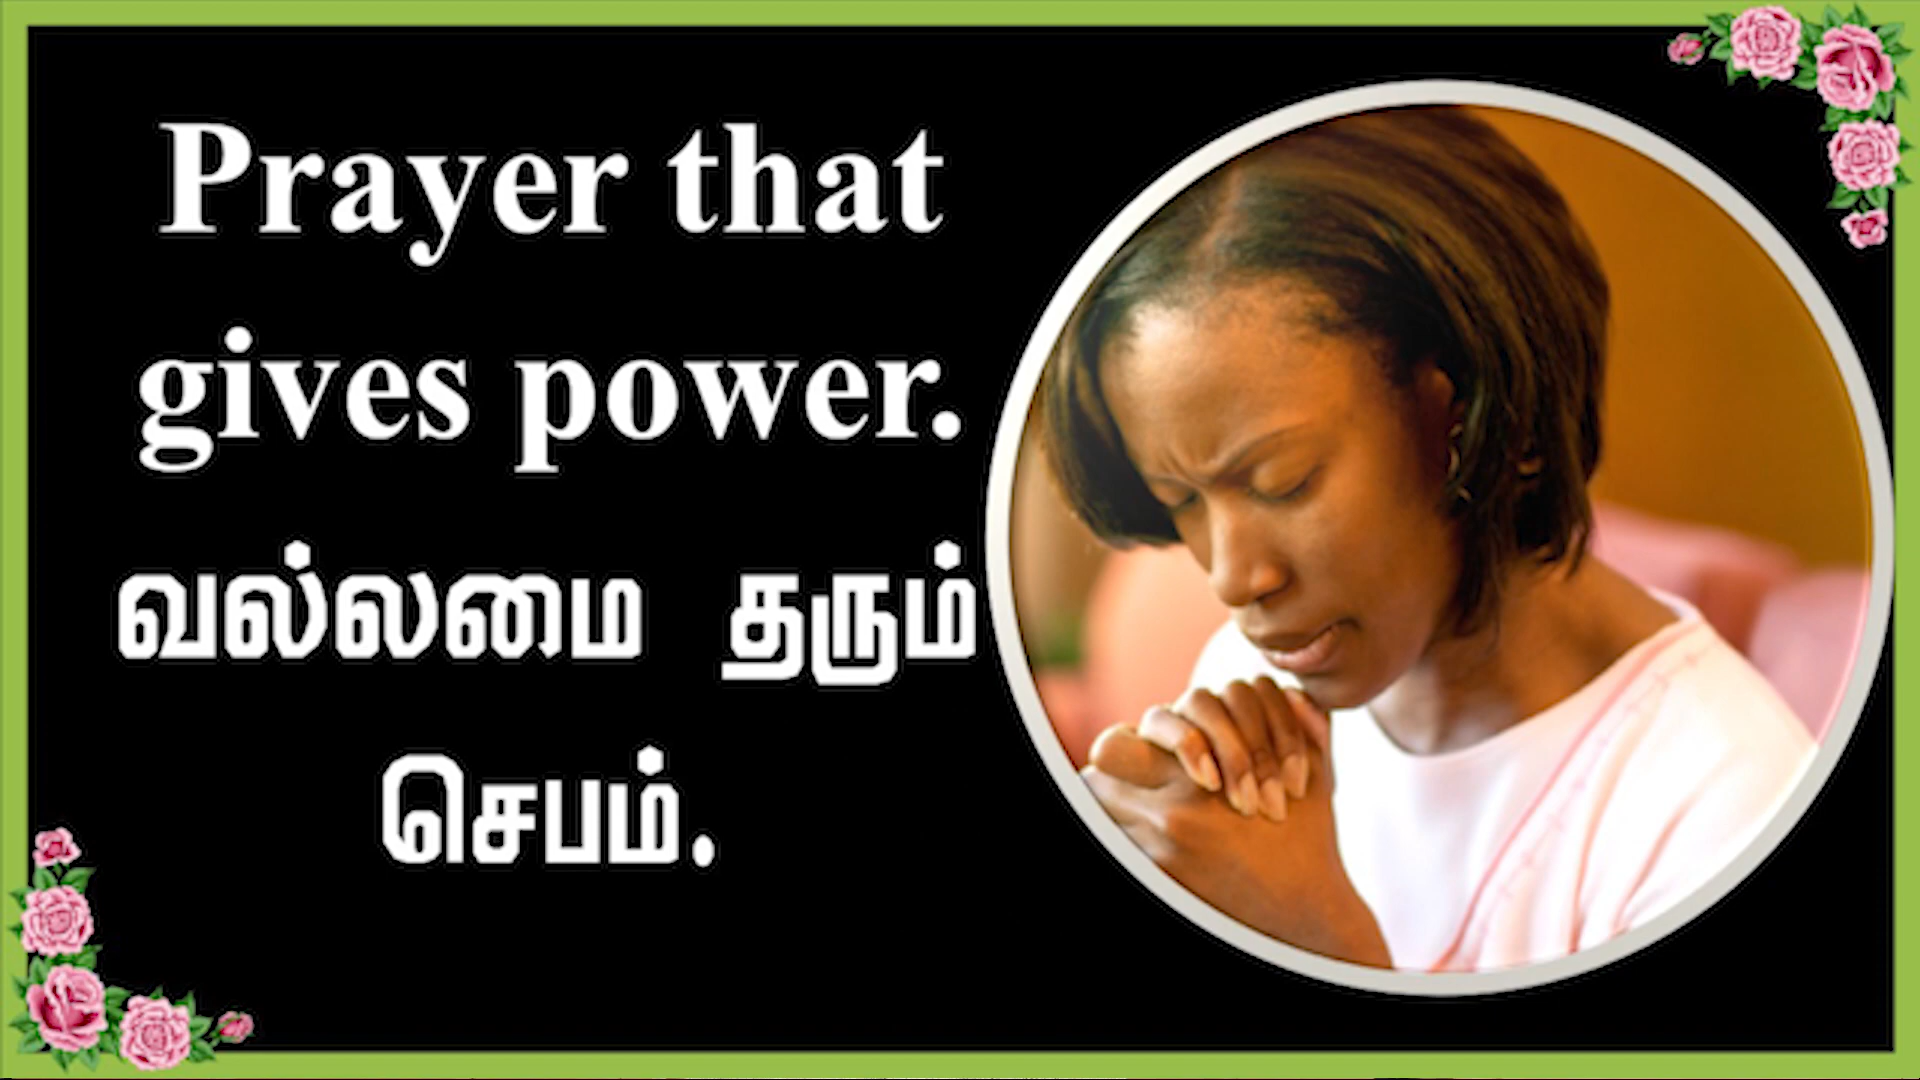 Prayer that
gives power.
வல்லமை தரும்
செபம்.